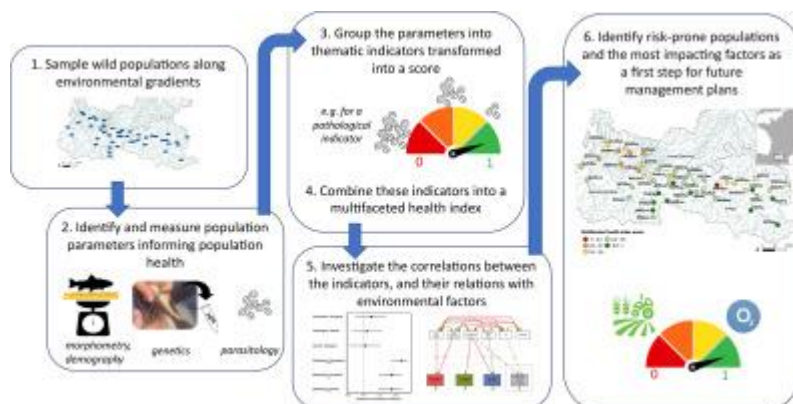 1. Sample wild populations along
environmental gradients
2. Identify and measure population
parameters informing population
health
morphometry,
demography
genetics
parasitology
3. Group the parameters into
thematic indicators transformed
into a score
e.g. for a
pathological
indicator
0
1
4. Combine these indicators into a
multifaceted health index
5. Investigate the correlations between
the indicators, and their relations with
environmental factors
6. Identify risk-prone populations
and the most impacting factors as
a first step for future
management plans
O₂
0
1